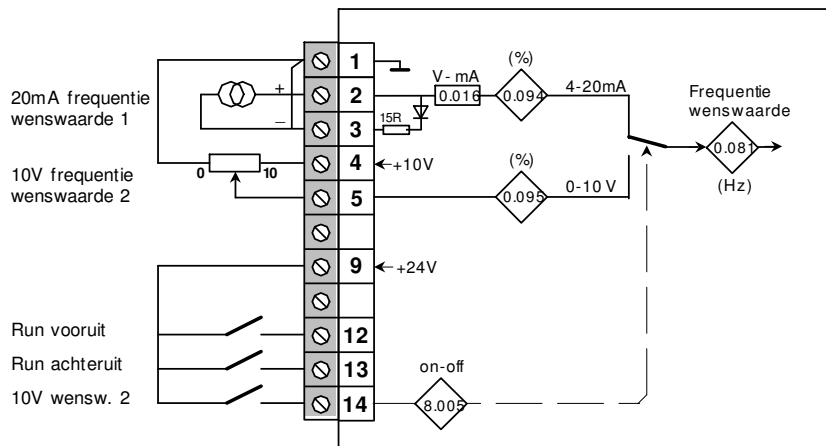 1
(%)
V- mA
2
+
0.016
0.094
4-20mA
Frequentie
wenswaarde
20mA frequentie
wenswaarde 1
–
15R
3
0.081
(Hz)
10V frequentie
wenswaarde 2
0
10
4
+10V
(%)
5
0.095
0-10 V
9
+24V
Run vooruit
12
Run achteruit
13
on-off
10V wensw. 2
14
8.005